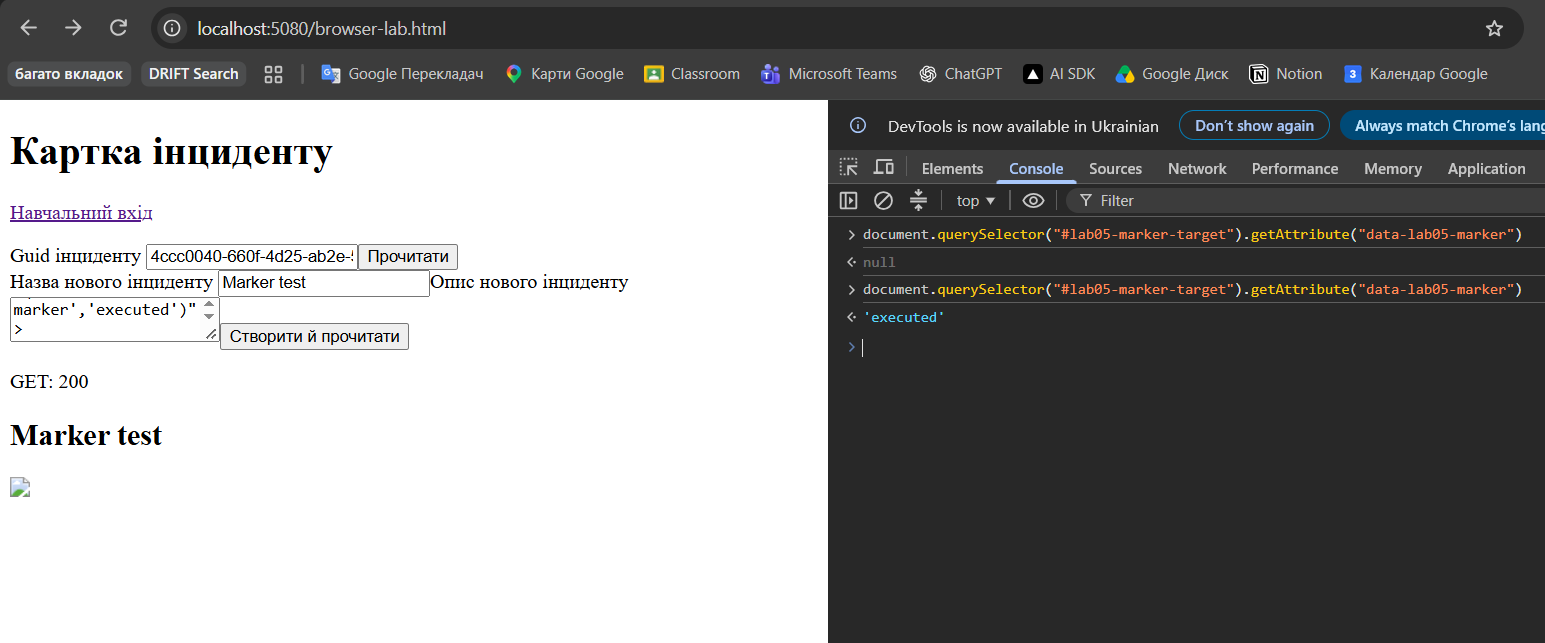 localhost:5080/browser-lab.html
багато вкладок DRIFT Search Google Перекладач Карти Google Classroom Microsoft Teams ChatGPT AI SDK Google Диск Notion 3 Календар Google
Картка інциденту
Навчальний вхід
Guid інциденту 4ccc0040-660f-4d25-ab2e- Прочитати
Назва нового інциденту Marker test Опис нового інциденту
marker','executed')"
>
Створити й прочитати
GET: 200
Marker test
DevTools is now available in Ukrainian Don't show again Always match Chrome's lang
Elements Console Sources Network Performance Memory Application
top Filter
> document.querySelector("#lab05-marker-target").getAttribute("data-lab05-marker")
null
> document.querySelector("#lab05-marker-target").getAttribute("data-lab05-marker")
'executed'
>